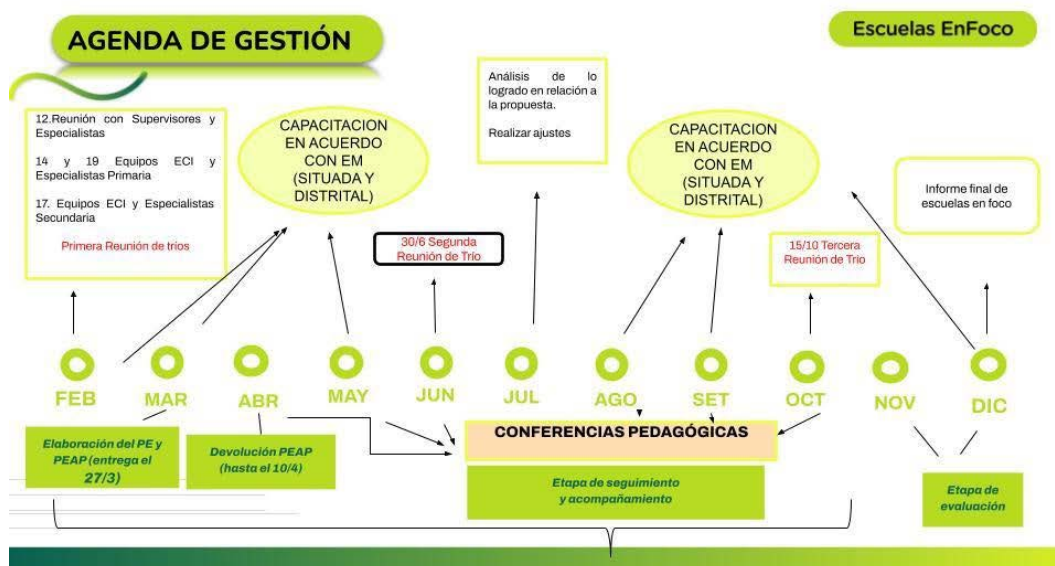 AGENDA DE GESTIÓN
Escuelas EnFoco
12.Reunión con Supervisores y
Especialistas
14 y 19 Equipos ECI y
Especialistas Primaria
17. Equipos ECI y Especialistas
Secundaria
Primera Reunión de tríos
CAPACITACION
EN ACUERDO
CON EM
(SITUADA Y
DISTRITAL)
30/6 Segunda
Reunión de Trío
Análisis de lo
logrado en relación a
la propuesta.
Realizar ajustes
CAPACITACION
EN ACUERDO
CON EM
(SITUADA Y
DISTRITAL)
15/10 Tercera
Reunión de Trío
Informe final de
escuelas en foco
FEB
MAR
ABR
MAY
JUN
JUL
AGO
SET
OCT
NOV
DIC
Elaboración del PE y
PEAP (entrega el
27/3)
Devolución PEAP
(hasta el 10/4)
CONFERENCIAS PEDAGÓGICAS
Etapa de seguimiento
y acompañamiento
Etapa de
evaluación